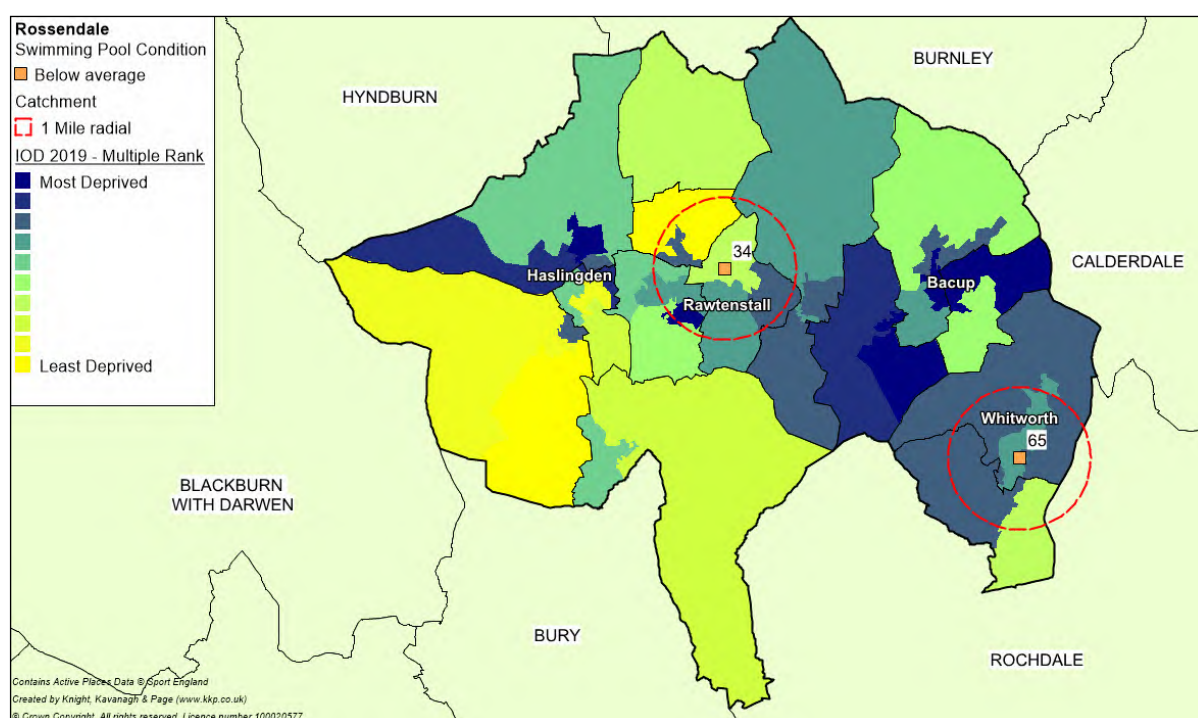 Rossendale
Swimming Pool Condition
Below average
Catchment
1 Mile radial
IOD 2019 - Multiple Rank
Most Deprived
Least Deprived
HYNDBURN
BURNLEY
CALDERDALE
Haslingden
34
Rawtenstall
Bacup
Whitworth
65
BLACKBURN
WITH DARWEN
BURY
ROCHDALE
Contains Active Places Data © Sport England
Created by Knight, Kavanagh & Page (www.kkp.co.uk)
© Crown Copyright. All rights reserved. Licence number 100020577